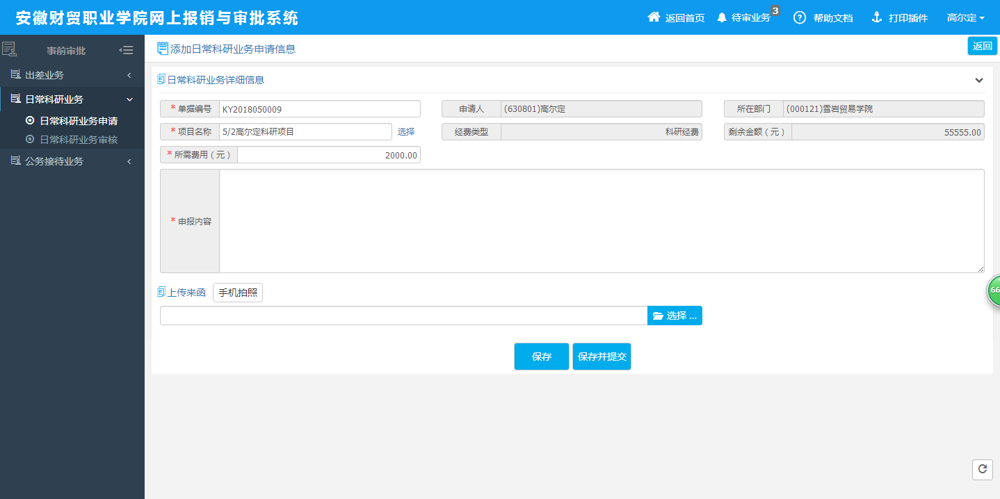 安徽财贸职业学院网上报销与审批系统
返回首页 待审业务 3 帮助文档 打印插件 高尔定
事前审批
出差业务
日常科研业务
日常科研业务申请
日常科研业务审核
公务接待业务
添加日常科研业务申请信息 返回
日常科研业务详细信息
* 单据编号 KY2018050009 申请人 (630801)高尔定 所在部门 (000121)雪岩贸易学院
* 项目名称 5/2高尔定科研项目 选择 经费类型 科研经费 剩余金额（元） 55555.00
* 所需费用（元） 2000.00
* 申报内容
上传来函 手机拍照
选择 ...
保存 保存并提交
66